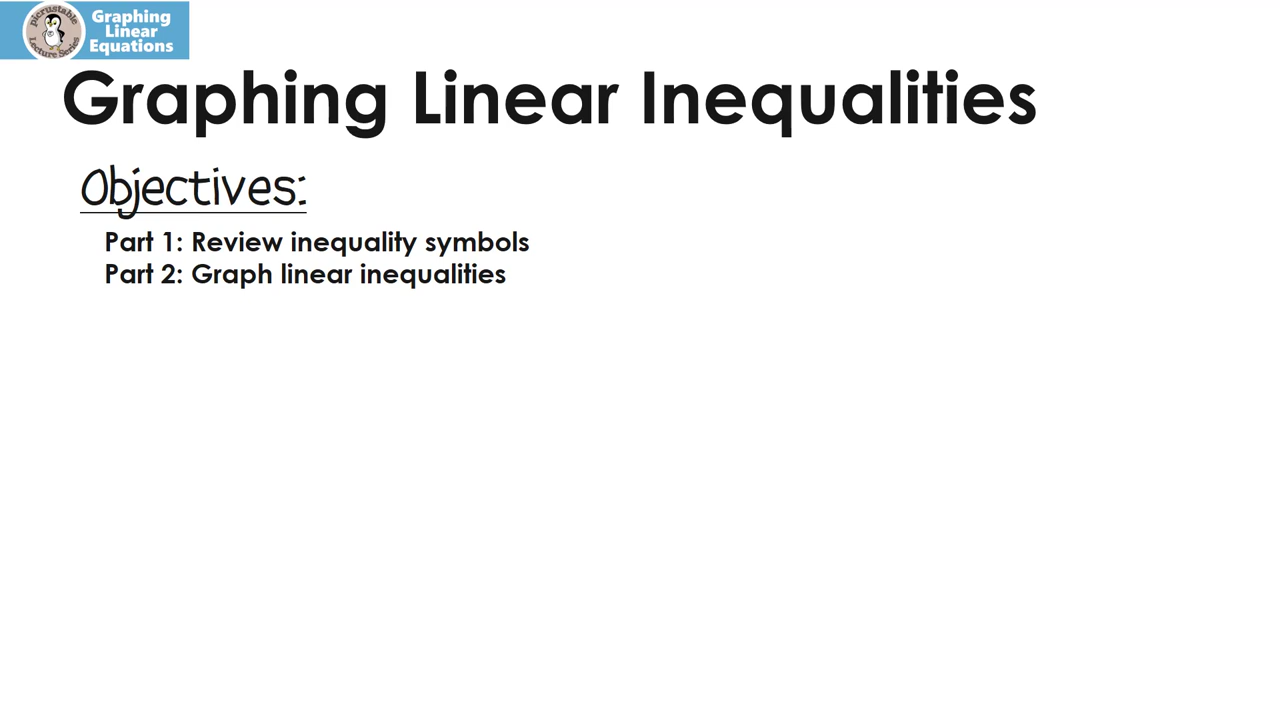 picrustable
Lecture Series
Graphing
Linear
Equations
Graphing Linear Inequalities
Objectives:
Part 1: Review inequality symbols
Part 2: Graph linear inequalities